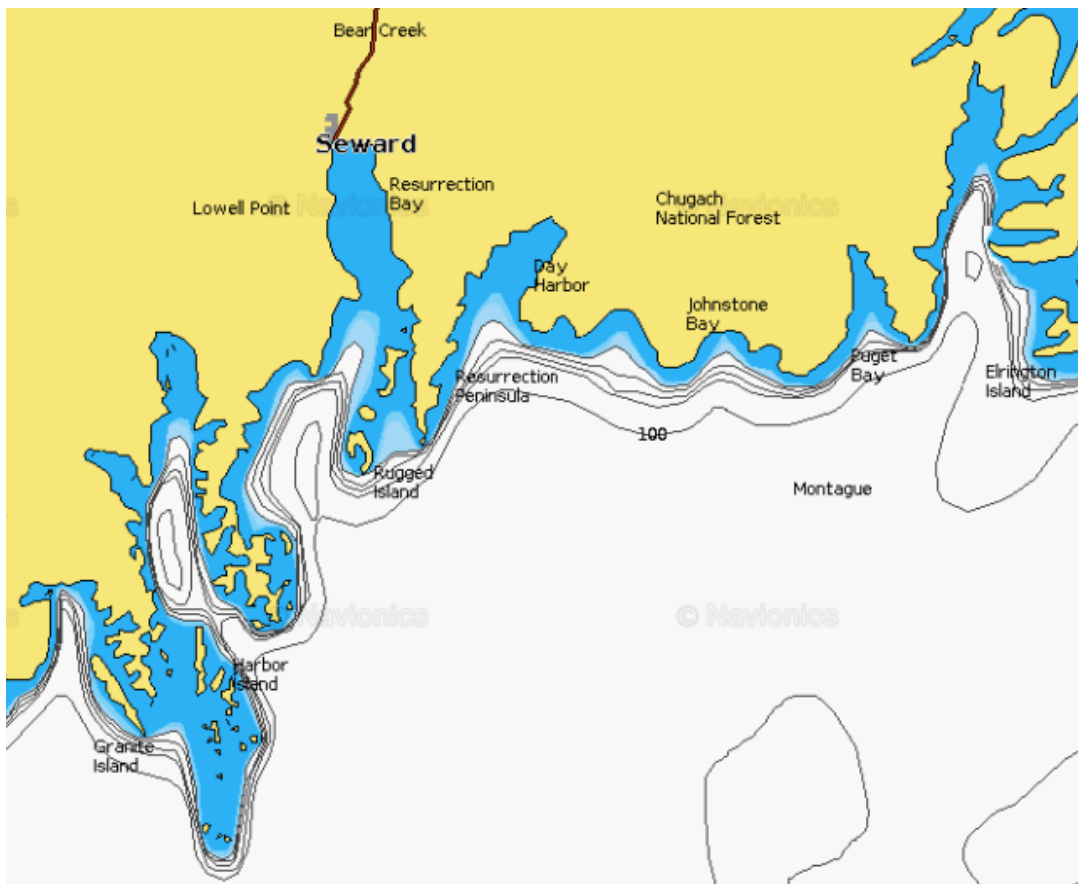 Bear Creek
Seward
Resurrection
Bay
Lowell Point
© Navionics
Chugach
National Forest
Navionics
Day
Harbor
Johnstone
Bay
Puget
Bay
Elrington
Island
Resurrection
Peninsula
100
Rugged
Island
Montague
Navionics
© Navionics
Harbor
Island
Granite
Island